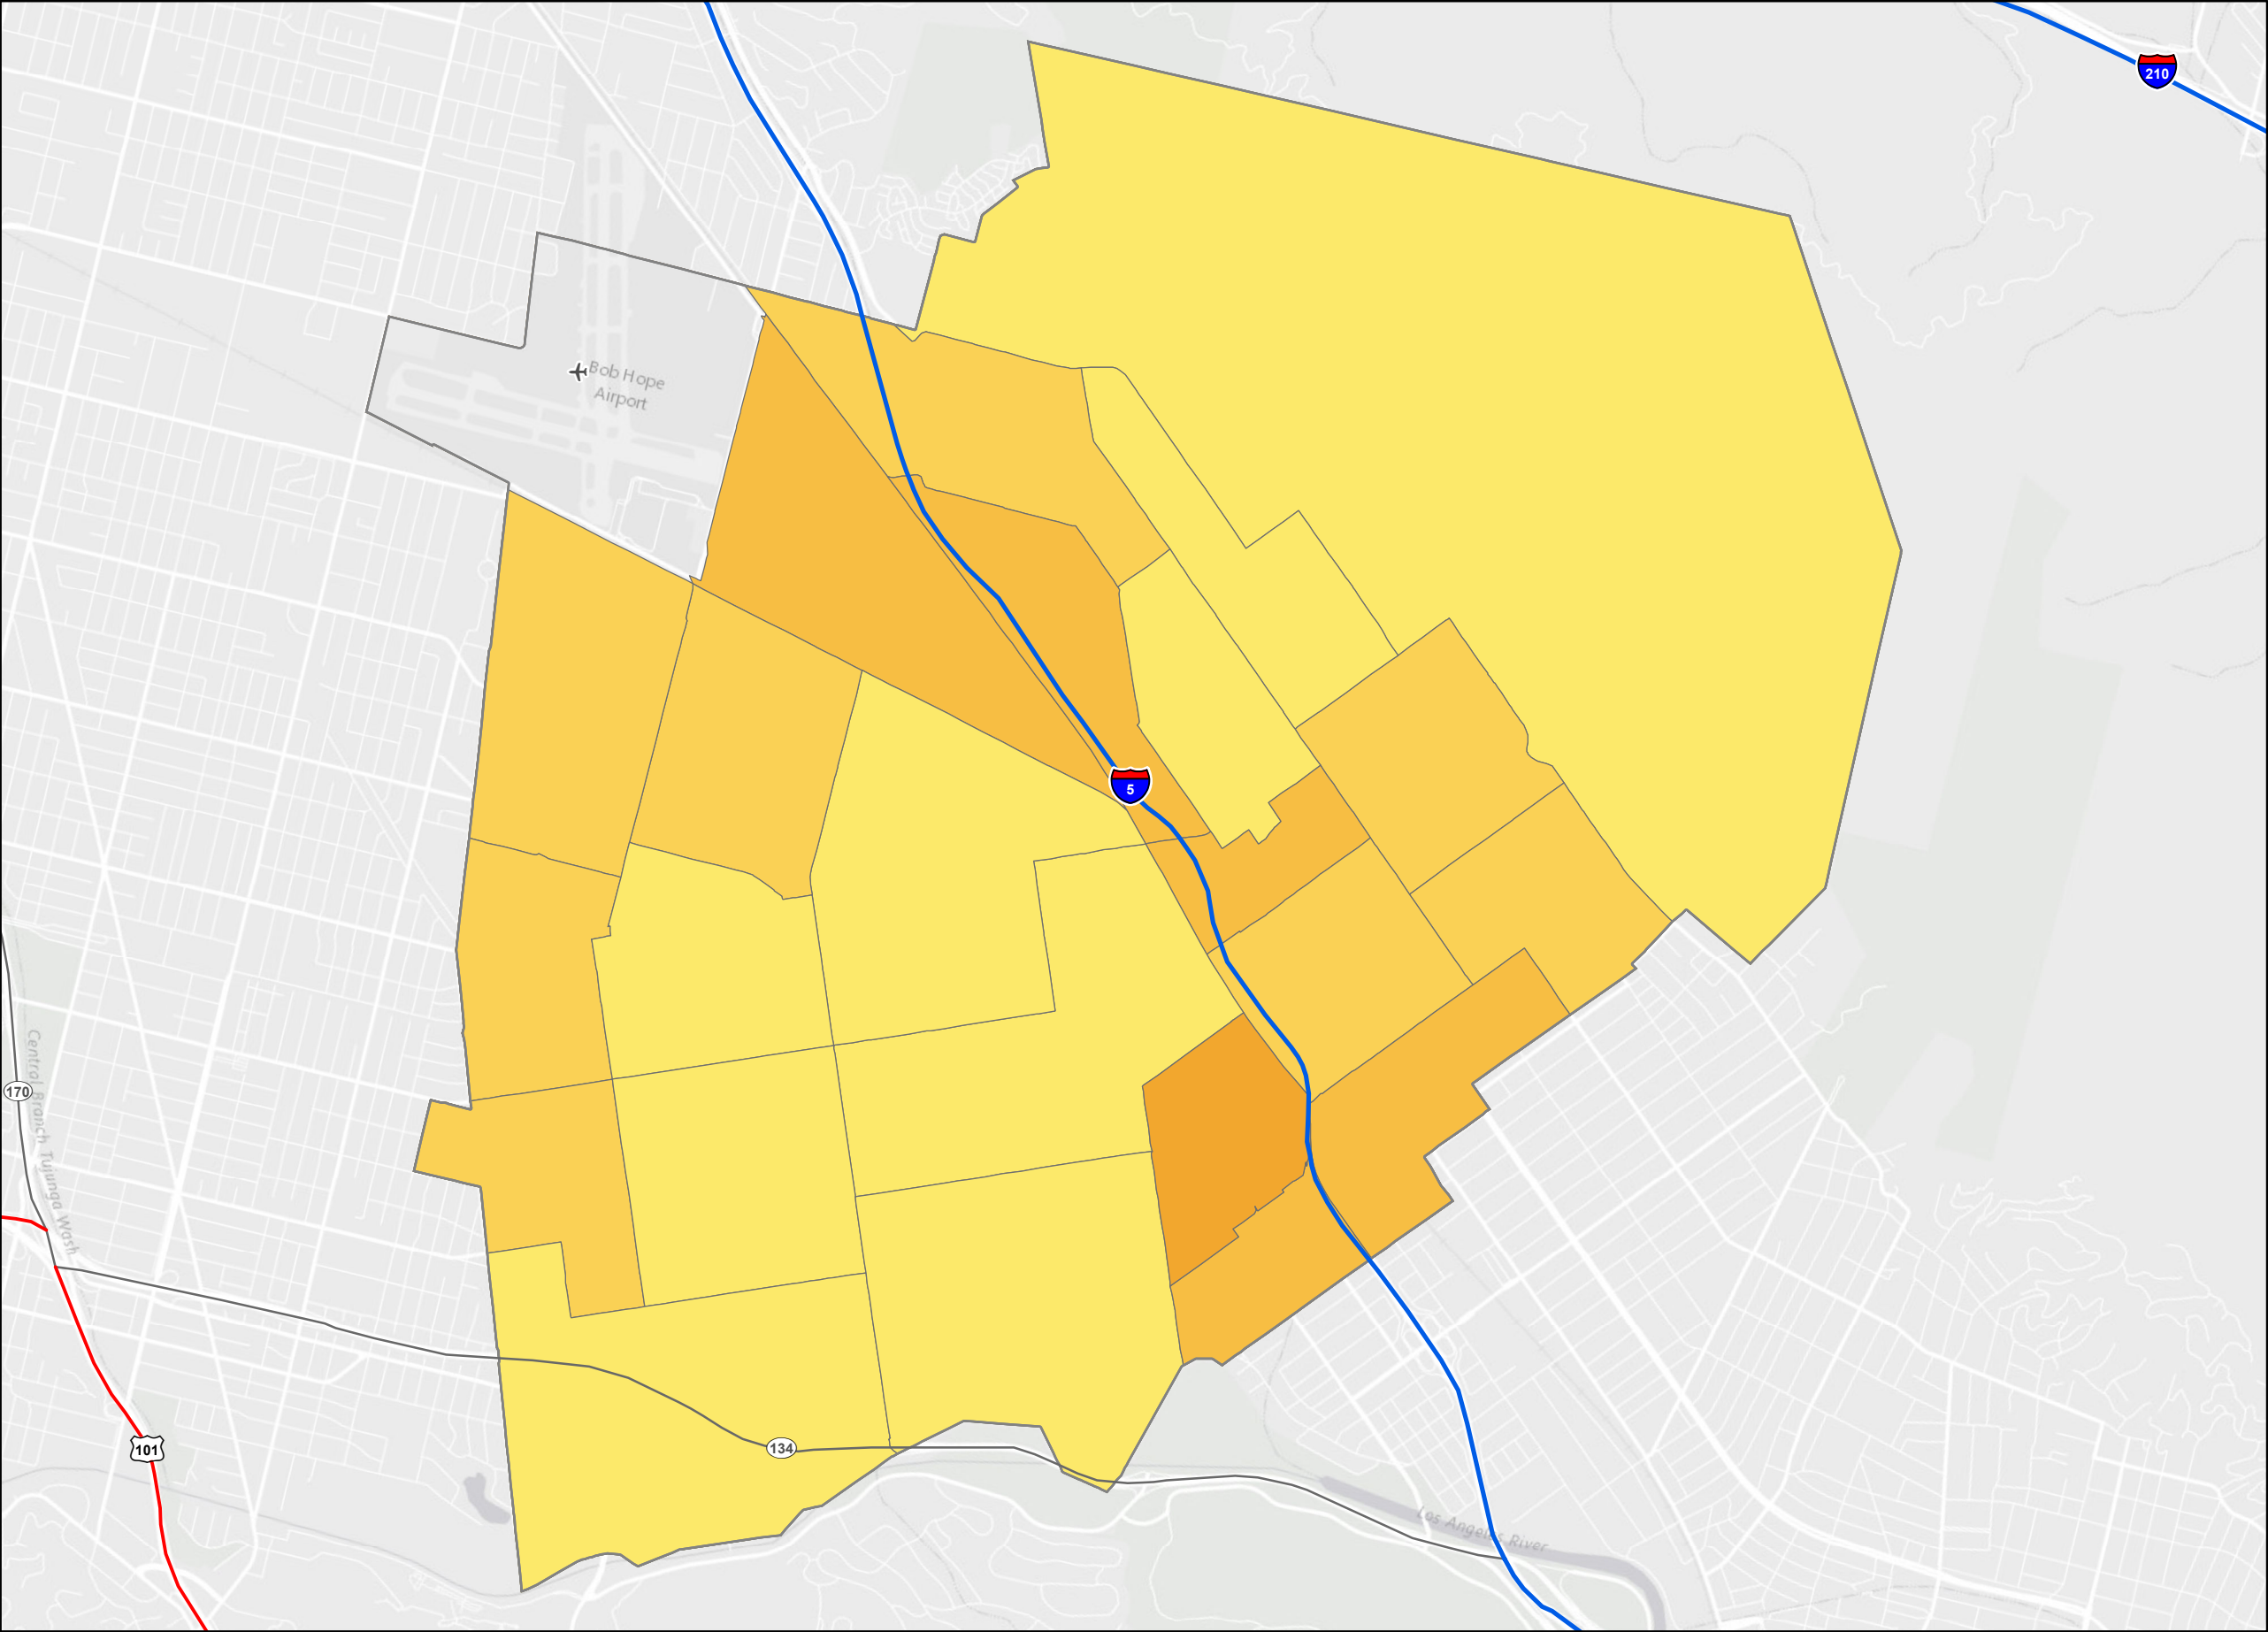 210
Bob Hope
Airport
5
170
Central Branch Tujunga Wash
101
134
Los Angeles River